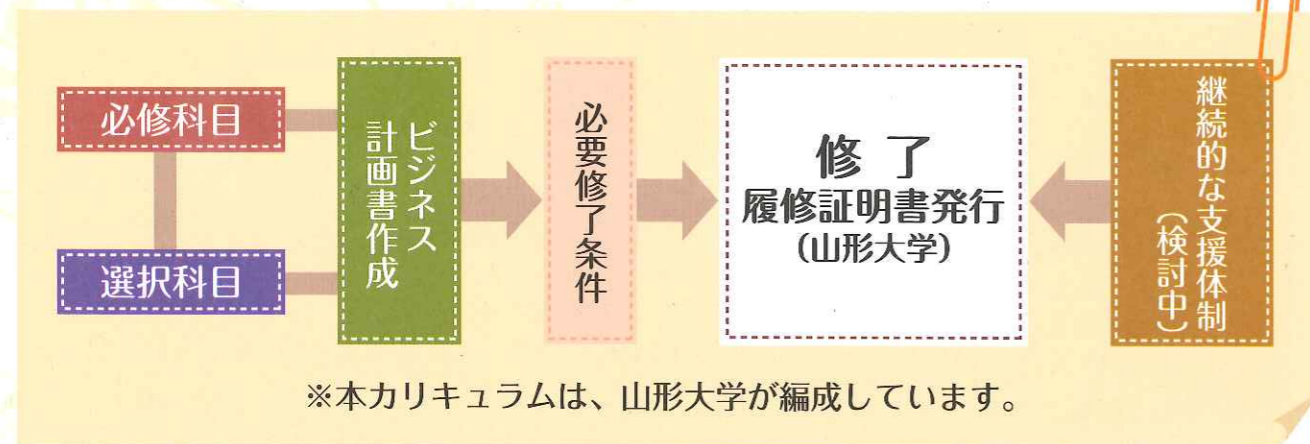 必修科目
選択科目
ビジネス
計画書作成
必要修了条件
修了
履修証明書発行
(山形大学)
継続的な支援体制
(検討中)
※本カリキュラムは、山形大学が編成しています。